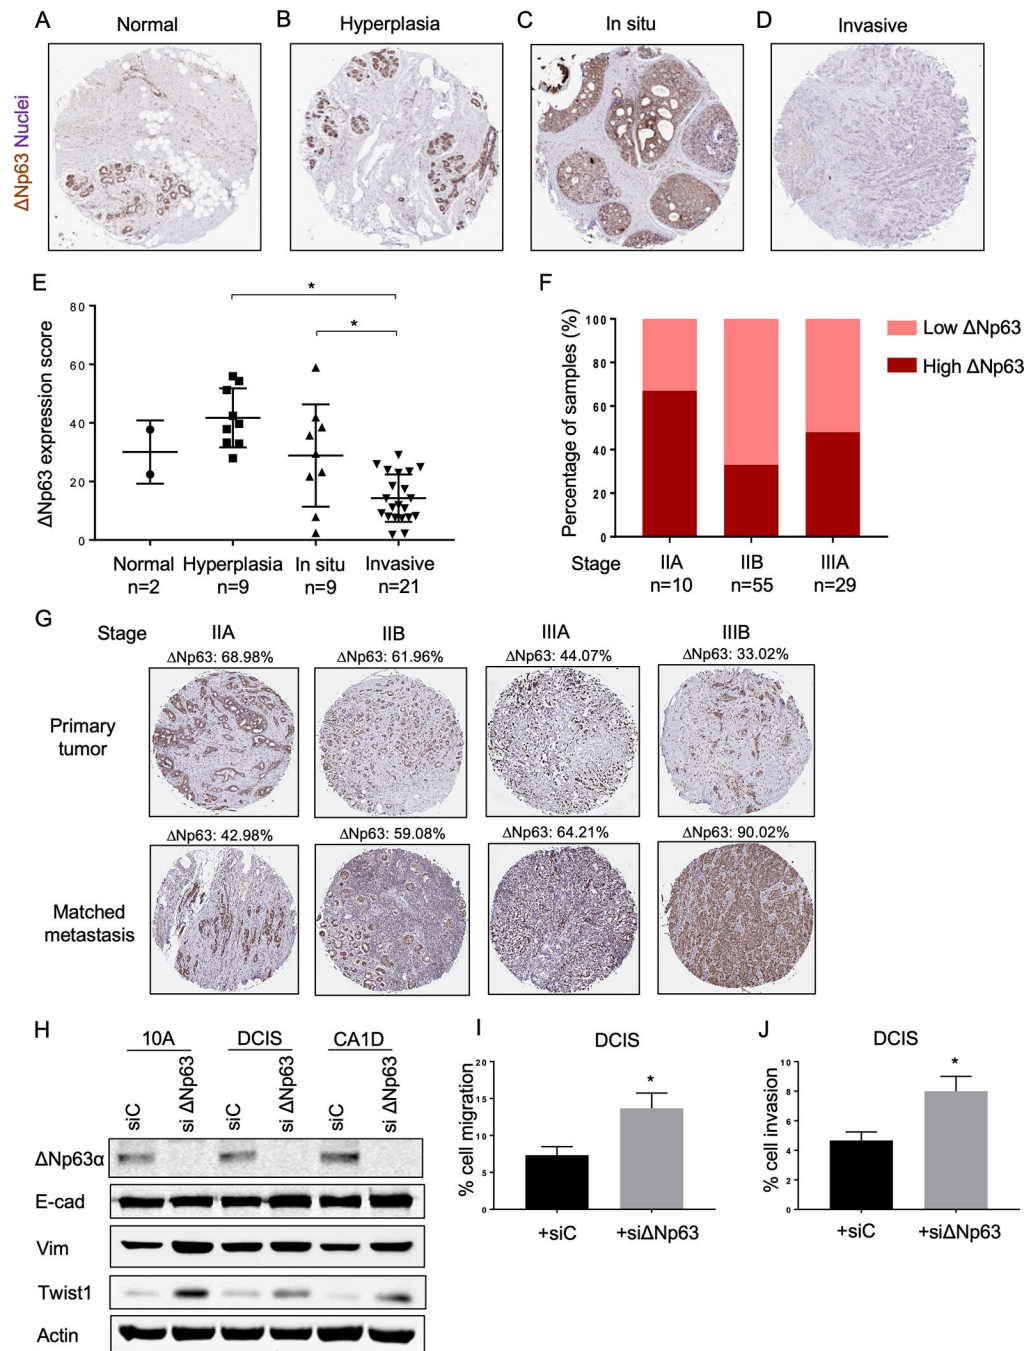 A
Normal
B
Hyperplasia
C
In situ
D
Invasive
ΔNp63 Nuclei
E
ΔNp63 expression score
80
60
40
20
0
*
*
Normal
n=2
Hyperplasia
n=9
In situ
n=9
Invasive
n=21
F
Percentage of samples (%)
100
80
60
40
20
0
Low ΔNp63
High ΔNp63
Stage
IIA
n=10
IIB
n=55
IIIA
n=29
G
Stage
IIA
IIB
IIIA
IIIB
ΔNp63: 68.98%
ΔNp63: 61.96%
ΔNp63: 44.07%
ΔNp63: 33.02%
Primary
tumor
ΔNp63: 42.98%
ΔNp63: 59.08%
ΔNp63: 64.21%
ΔNp63: 90.02%
Matched
metastasis
H
10A
DCIS
CA1D
siC
si ΔNp63
siC
si ΔNp63
siC
si ΔNp63
ΔNp63α
E-cad
Vim
Twist1
Actin
I
DCIS
% cell migration
20
15
10
5
0
*
+siC
+siΔNp63
J
DCIS
% cell invasion
10
8
6
4
2
0
*
+siC
+siΔNp63